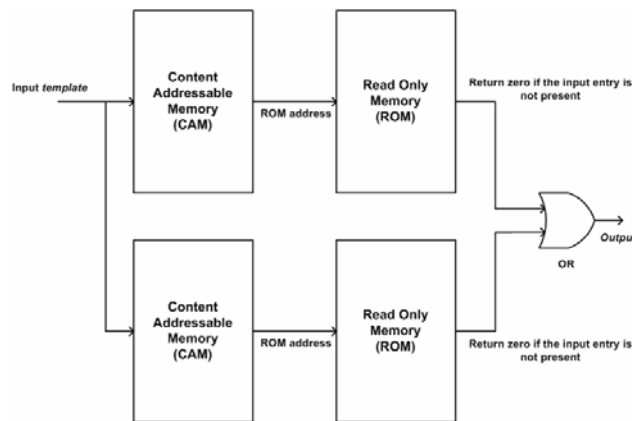 Input template
Content
Addressable
Memory
(CAM)
ROM address
Read Only
Memory
(ROM)
Return zero if the input entry is
not present
Outpu
OR
Content
Addressable
Memory
(CAM)
ROM address
Read Only
Memory
(ROM)
Return zero if the input entry is
not present